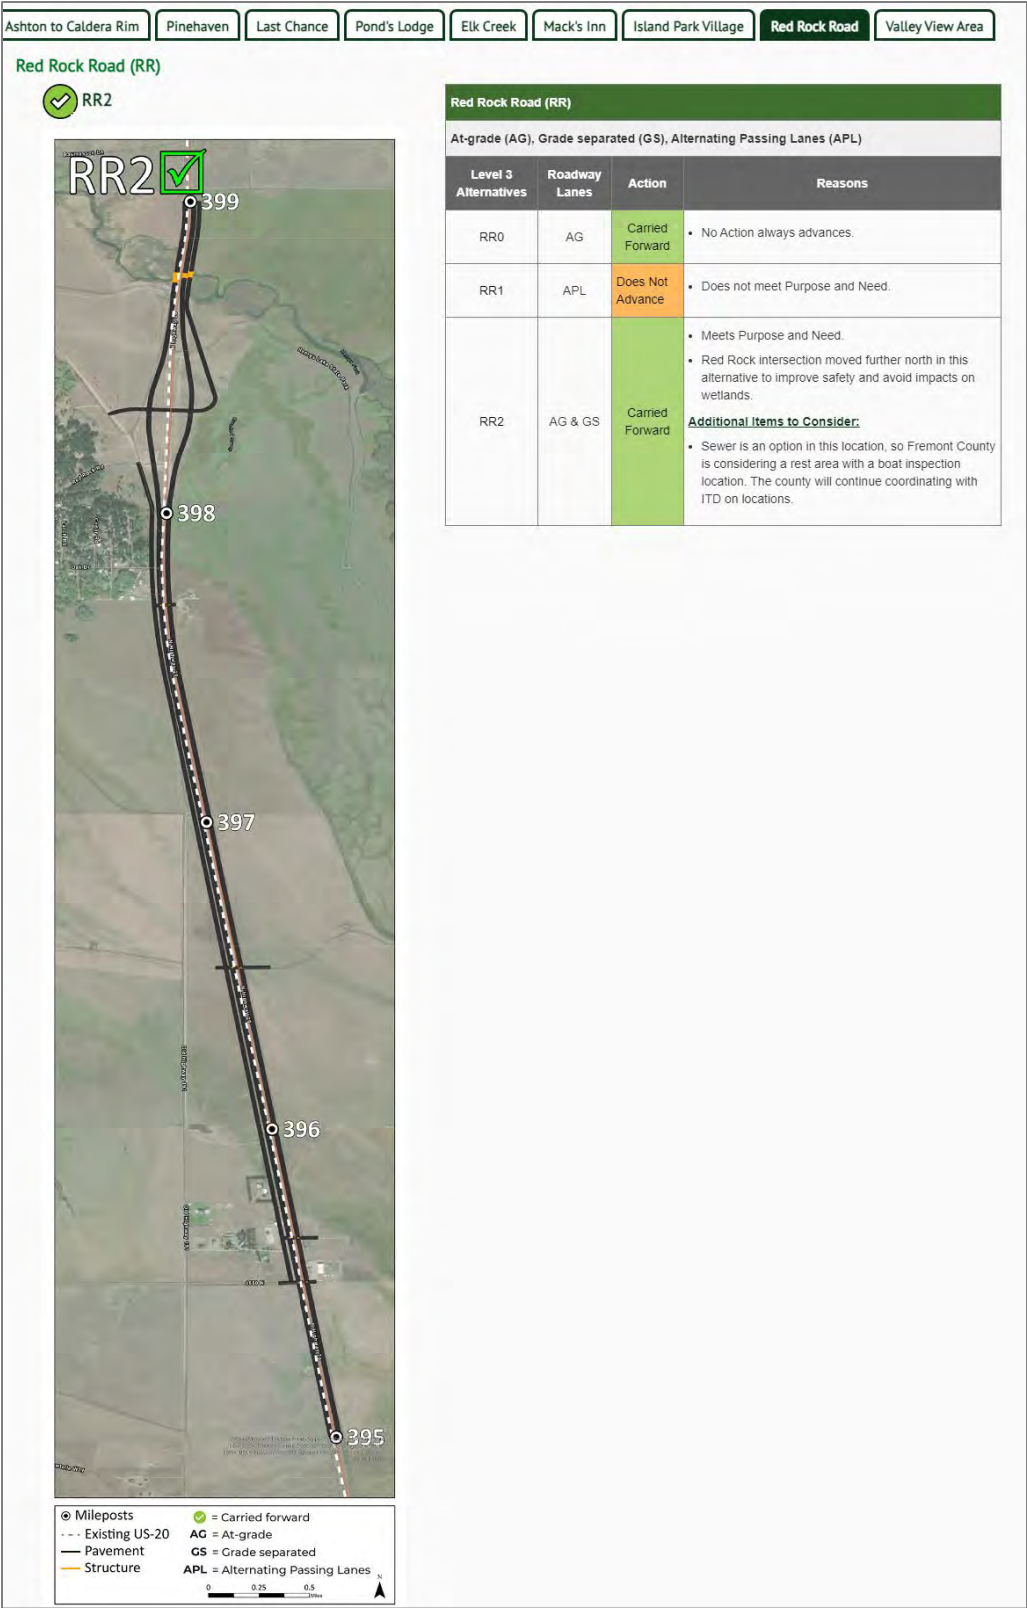 Ashton to Caldera Rim
Pinehaven
Last Chance
Pond's Lodge
Elk Creek
Mack's Inn
Island Park Village
Red Rock Road
Valley View Area
Red Rock Road (RR)
RR2
RR2
399
398
397
396
395
Mileposts
Existing US-20
Pavement
Structure
= Carried forward
AG = At-grade
GS = Grade separated
APL = Alternating Passing Lanes
0 0.25 0.5
Miles
N
Red Rock Road (RR)
At-grade (AG), Grade separated (GS), Alternating Passing Lanes (APL)
Level 3
Alternatives
Roadway
Lanes
Action
Reasons
RR0
AG
Carried
Forward
• No Action always advances.
RR1
APL
Does Not
Advance
• Does not meet Purpose and Need.
RR2
AG & GS
Carried
Forward
• Meets Purpose and Need.
• Red Rock intersection moved further north in this
alternative to improve safety and avoid impacts on
wetlands.
Additional Items to Consider:
• Sewer is an option in this location, so Fremont County
is considering a rest area with a boat inspection
location. The county will continue coordinating with
ITD on locations.